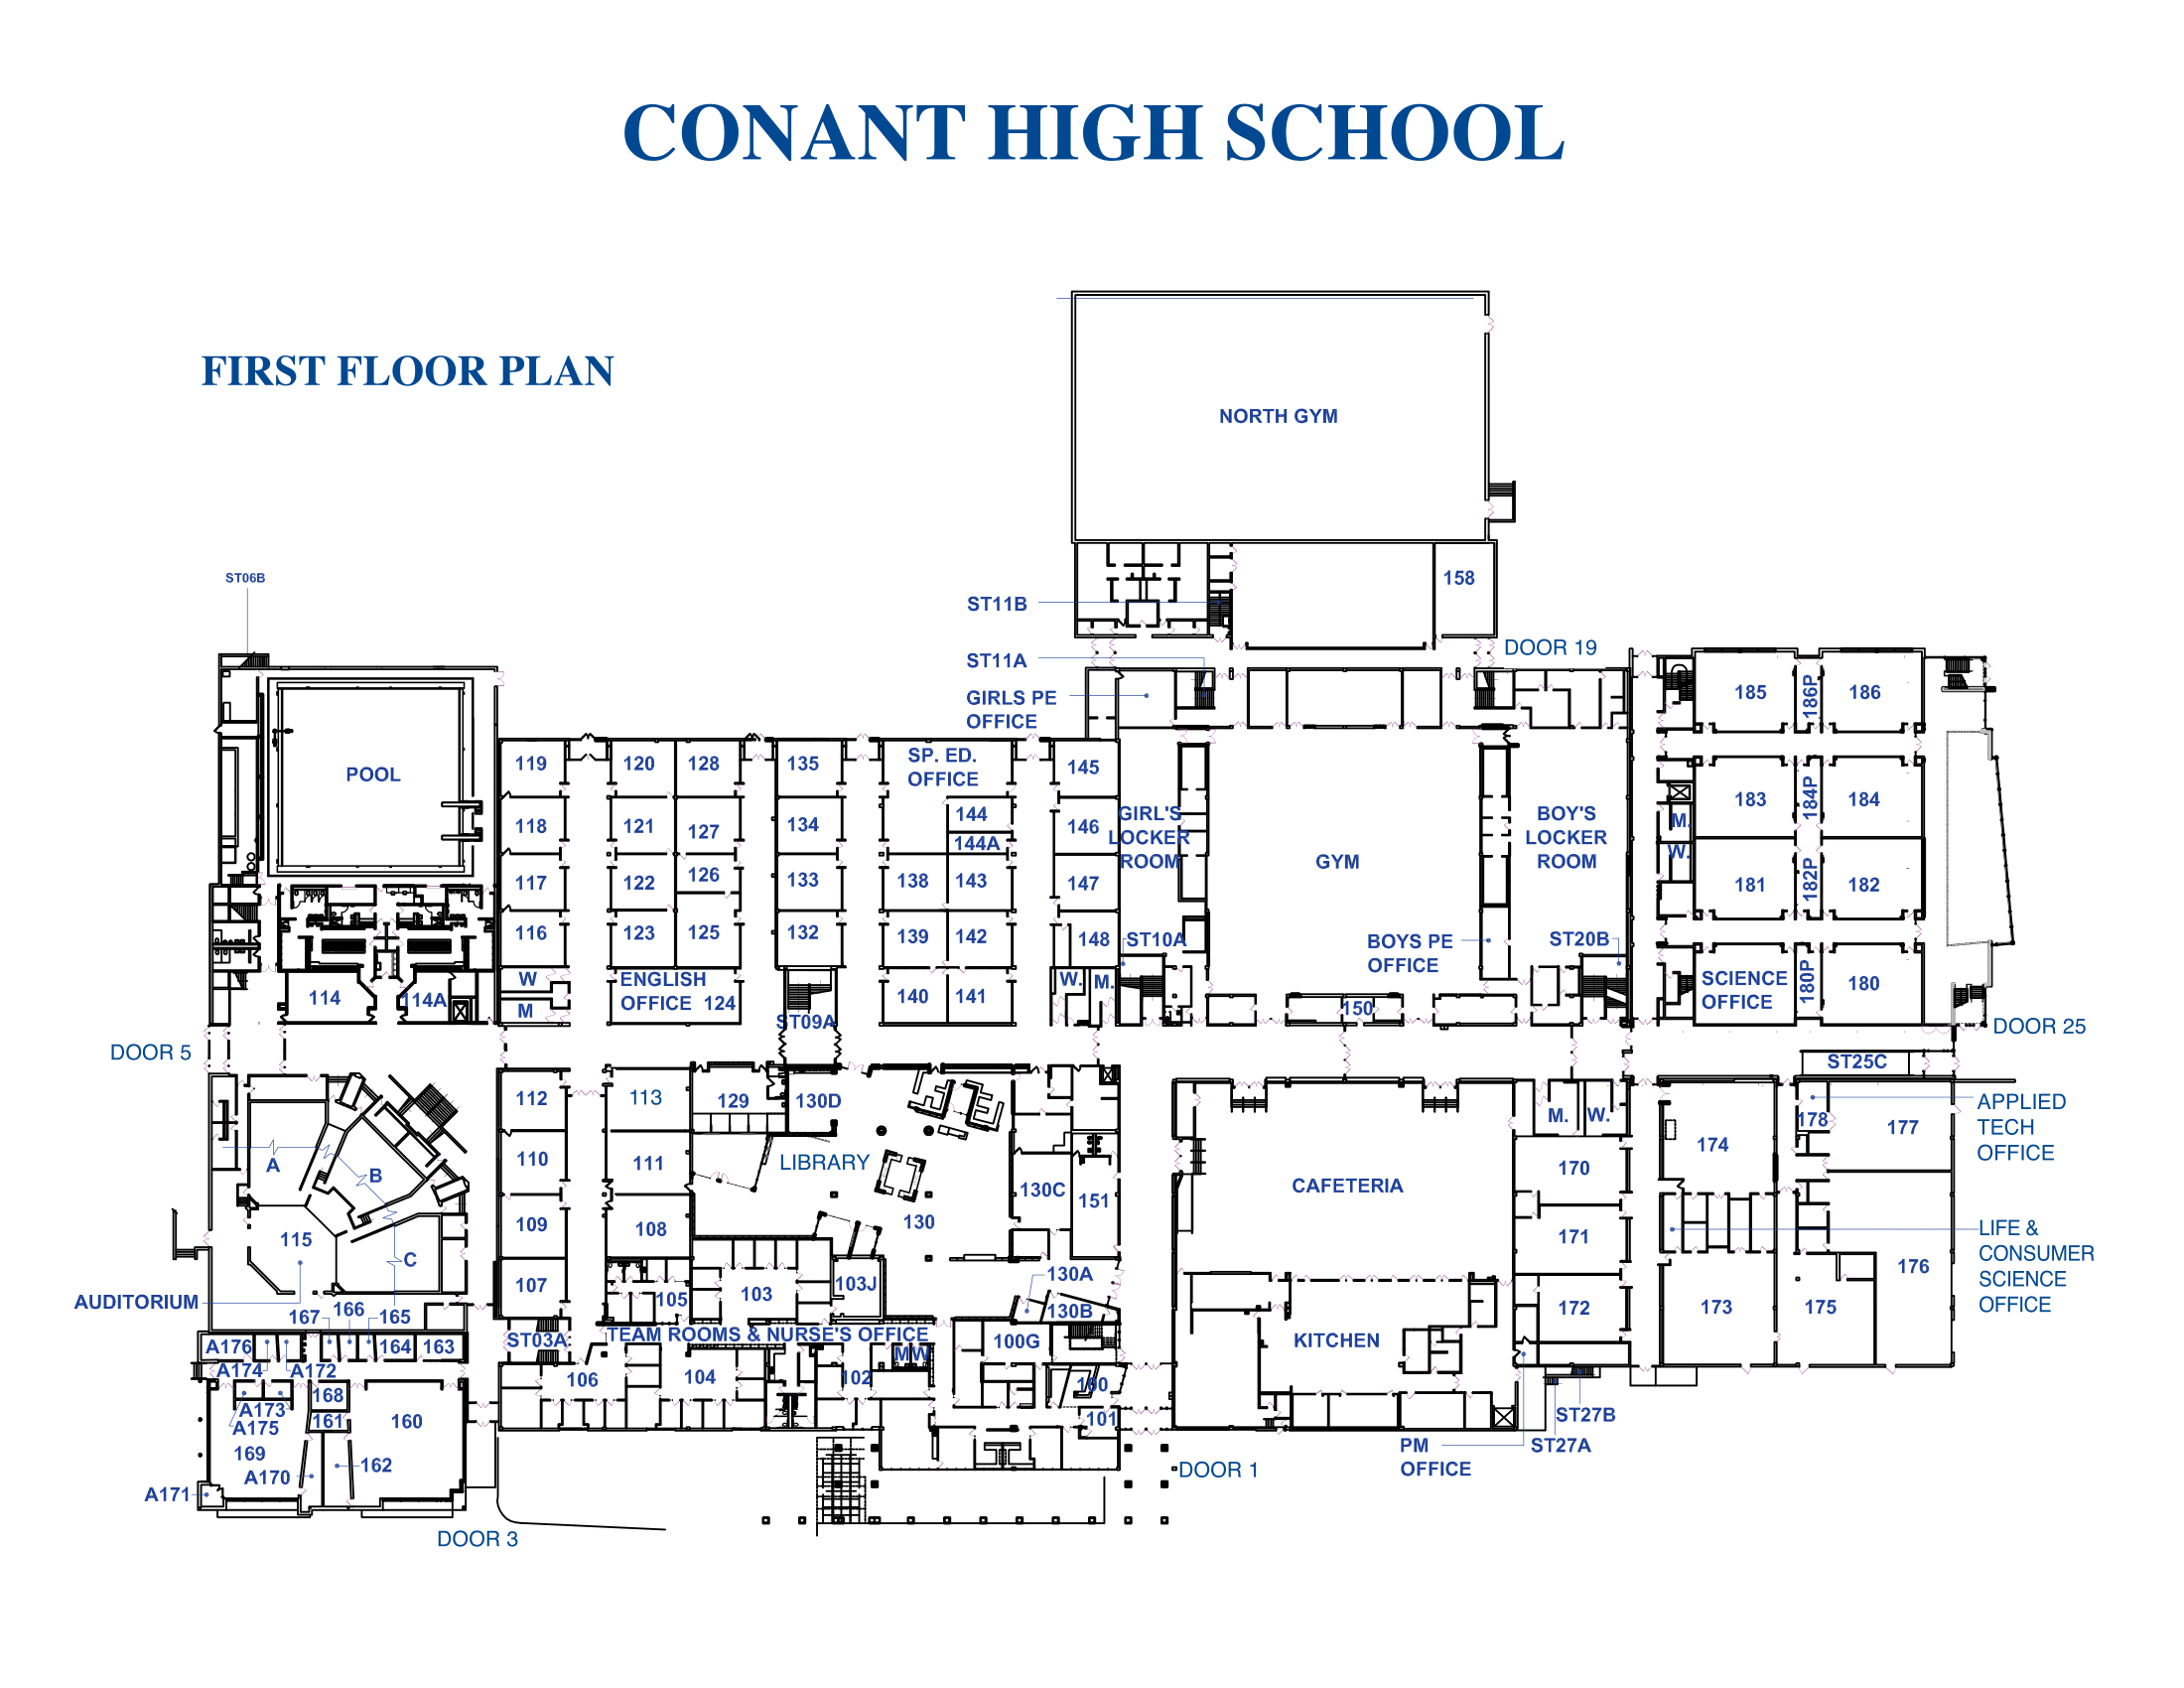 CONANT HIGH SCHOOL
FIRST FLOOR PLAN
NORTH GYM
158
ST06B
ST11B
ST11A
DOOR 19
GIRLS PE
OFFICE
185
186P
186
POOL
119
120
128
135
SP. ED.
OFFICE
145
118
121
127
134
144
144A
146
GIRL'S
LOCKER
ROOM
GYM
BOY'S
LOCKER
ROOM
183
184P
184
M.
W.
117
122
126
133
138
143
147
181
182P
182
116
123
125
132
139
142
148
ST10A
BOYS PE
OFFICE
ST20B
114
114A
W
M
ENGLISH
OFFICE 124
ST09A
140
141
W.
M.
150
SCIENCE
OFFICE
180P
180
DOOR 5
DOOR 25
ST25C
112
113
129
130D
M.
W.
174
178
177
APPLIED
TECH
OFFICE
A
B
C
115
AUDITORIUM
110
111
LIBRARY
130C
151
CAFETERIA
170
109
108
130
171
LIFE &
CONSUMER
SCIENCE
OFFICE
176
107
105
103
103J
130A
130B
172
173
175
167
166
165
ST03A
TEAM ROOMS & NURSE'S OFFICE
100G
KITCHEN
A176
A174
A172
164
163
106
104
102
M
W
100
101
168
A173
161
A175
160
169
A170
162
A171
PM
OFFICE
ST27B
ST27A
DOOR 1
DOOR 3